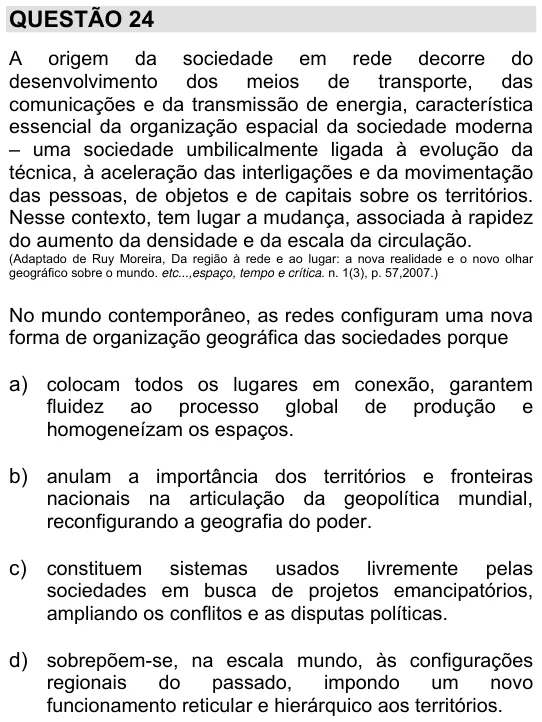 QUESTÃO 24
A origem da sociedade em rede decorre do
desenvolvimento dos meios de transporte, das
comunicações e da transmissão de energia, característica
essencial da organização espacial da sociedade moderna
– uma sociedade umbilicalmente ligada à evolução da
técnica, à aceleração das interligações e da movimentação
das pessoas, de objetos e de capitais sobre os territórios.
Nesse contexto, tem lugar a mudança, associada à rapidez
do aumento da densidade e da escala da circulação.
(Adaptado de Ruy Moreira, Da região à rede e ao lugar: a nova realidade e o novo olhar
geográfico sobre o mundo. etc...,espaço, tempo e crítica. n. 1(3), p. 57,2007.)
No mundo contemporâneo, as redes configuram uma nova
forma de organização geográfica das sociedades porque
a) colocam todos os lugares em conexão, garantem
fluidez ao processo global de produção e
homogeneízam os espaços.
b) anulam a importância dos territórios e fronteiras
nacionais na articulação da geopolítica mundial,
reconfigurando a geografia do poder.
c) constituem sistemas usados livremente pelas
sociedades em busca de projetos emancipatórios,
ampliando os conflitos e as disputas políticas.
d) sobrepõem-se, na escala mundo, às configurações
regionais do passado, impondo um novo
funcionamento reticular e hierárquico aos territórios.